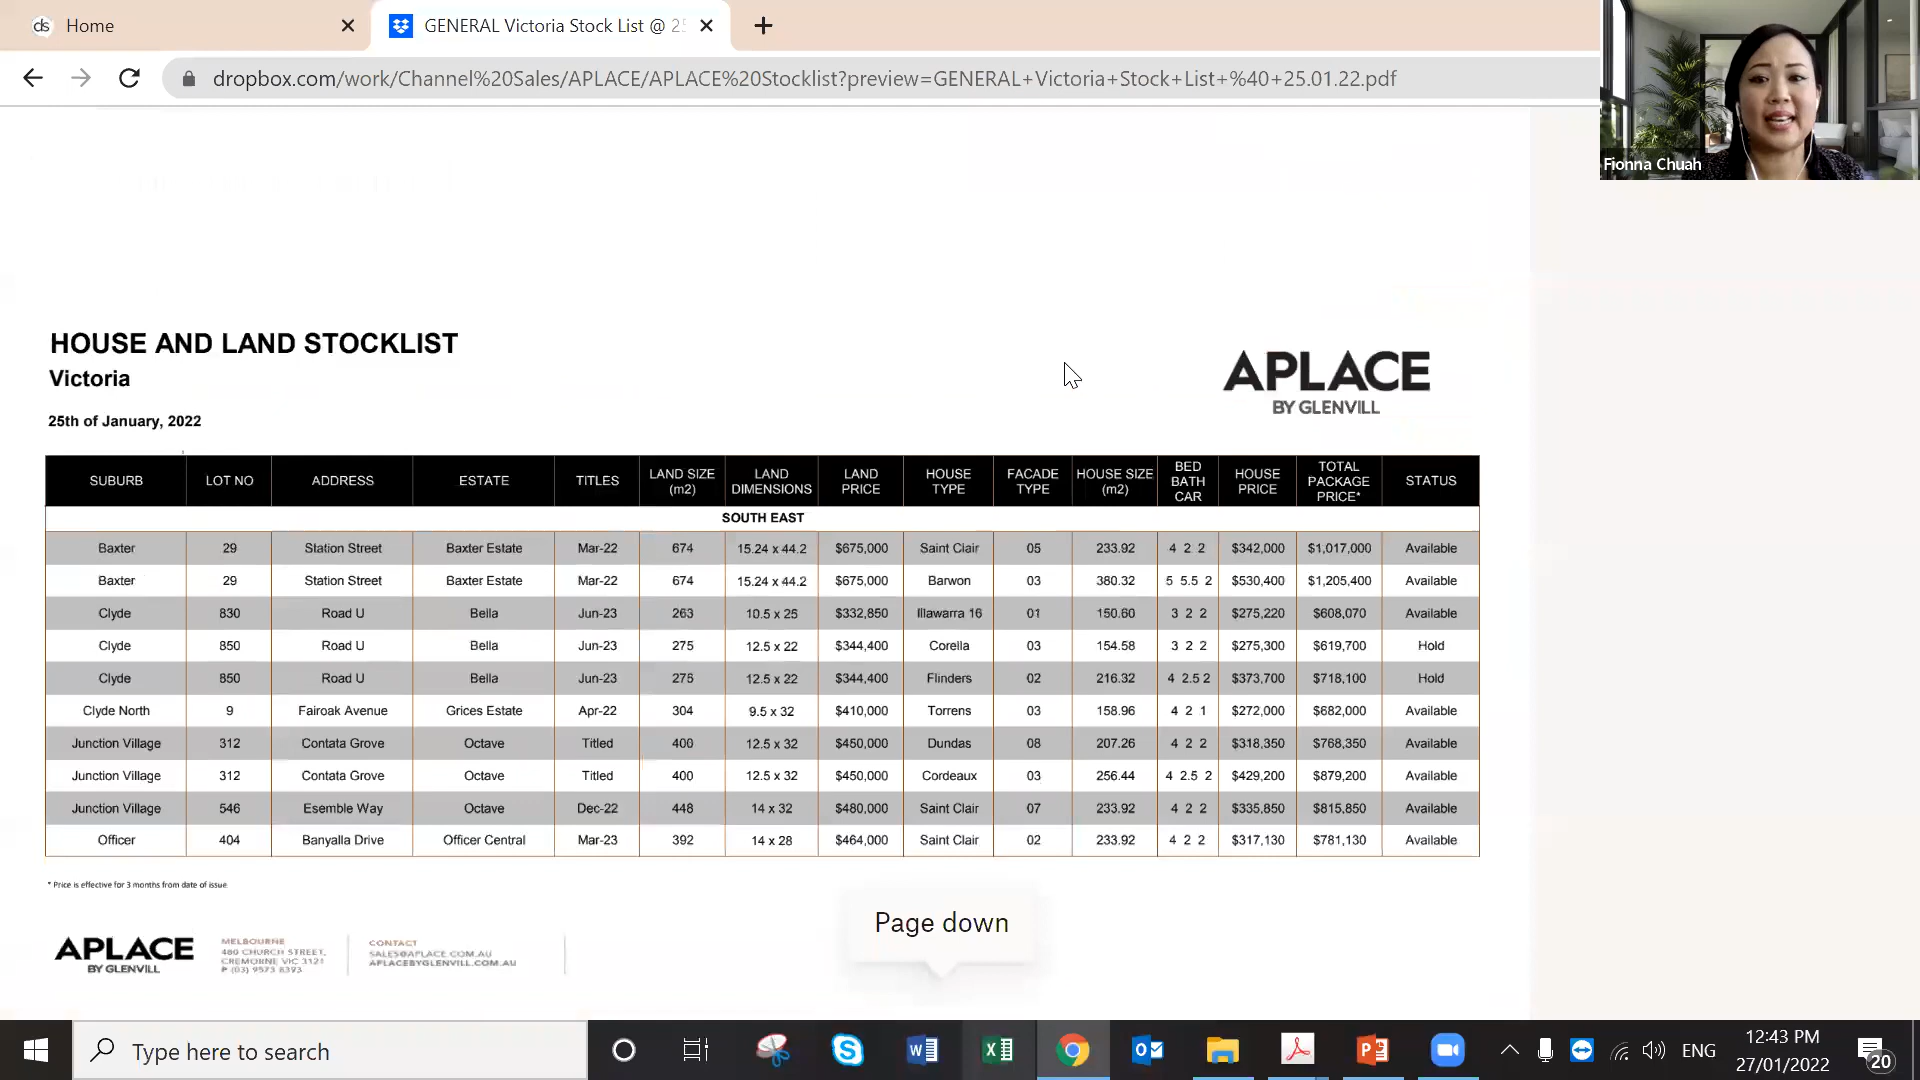 ds Home
GENERAL Victoria Stock List @ 25
dropbox.com/work/Channel%20Sales/APLACE/APLACE%20Stocklist?preview=GENERAL+Victoria+Stock+List+%40+25.01.22.pdf
Fionna Chuah
HOUSE AND LAND STOCKLIST
Victoria
25th of January, 2022
APLACE
BY GLENVILL
SUBURB LOT NO ADDRESS ESTATE TITLES LAND SIZE (m2) LAND DIMENSIONS LAND PRICE HOUSE TYPE FACADE TYPE HOUSE SIZE (m2) BED BATH CAR HOUSE PRICE TOTAL PACKAGE PRICE* STATUS
SOUTH EAST
Baxter 29 Station Street Baxter Estate Mar-22 674 15.24 x 44.2 $675,000 Saint Clair 05 233.92 4 2 2 $342,000 $1,017,000 Available
Baxter 29 Station Street Baxter Estate Mar-22 674 15.24 x 44.2 $675,000 Barwon 03 380.32 5 5.5 2 $530,400 $1,205,400 Available
Clyde 830 Road U Bella Jun-23 263 10.5 x 25 $332,850 Illawarra 16 01 150.60 3 2 2 $275,220 $608,070 Available
Clyde 850 Road U Bella Jun-23 275 12.5 x 22 $344,400 Corella 03 154.58 3 2 2 $275,300 $619,700 Hold
Clyde 850 Road U Bella Jun-23 275 12.5 x 22 $344,400 Flinders 02 216.32 4 2.5 2 $373,700 $718,100 Hold
Clyde North 9 Fairoak Avenue Grices Estate Apr-22 304 9.5 x 32 $410,000 Torrens 03 158.96 4 2 1 $272,000 $682,000 Available
Junction Village 312 Contata Grove Octave Titled 400 12.5 x 32 $450,000 Dundas 08 207.26 4 2 2 $318,350 $768,350 Available
Junction Village 312 Contata Grove Octave Titled 400 12.5 x 32 $450,000 Cordeaux 03 256.44 4 2.5 2 $429,200 $879,200 Available
Junction Village 546 Esemble Way Octave Dec-22 448 14 x 32 $480,000 Saint Clair 07 233.92 4 2 2 $335,850 $815,850 Available
Officer 404 Banyalla Drive Officer Central Mar-23 392 14 x 28 $464,000 Saint Clair 02 233.92 4 2 2 $317,130 $781,130 Available
* Price is effective for 3 months from date of issue.
Page down
APLACE
BY GLENVILL
MELBOURNE
480 CHURCH STREET,
CREMORNE VIC 3121
P (03) 9573 8393
CONTACT
SALES@APLACE.COM.AU
APLACEBYGLENVILL.COM.AU
Type here to search
ENG
12:43 PM
27/01/2022
20